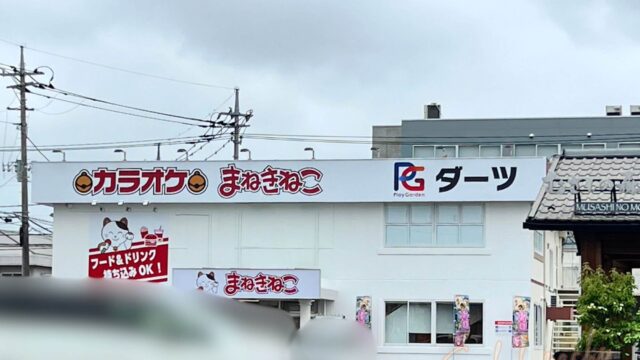 カラオケ まねきねこ
PG ダーツ
Play Garden
フード&ドリンク
持ち込みOK!
まねきねこ
MUSASHINO MO